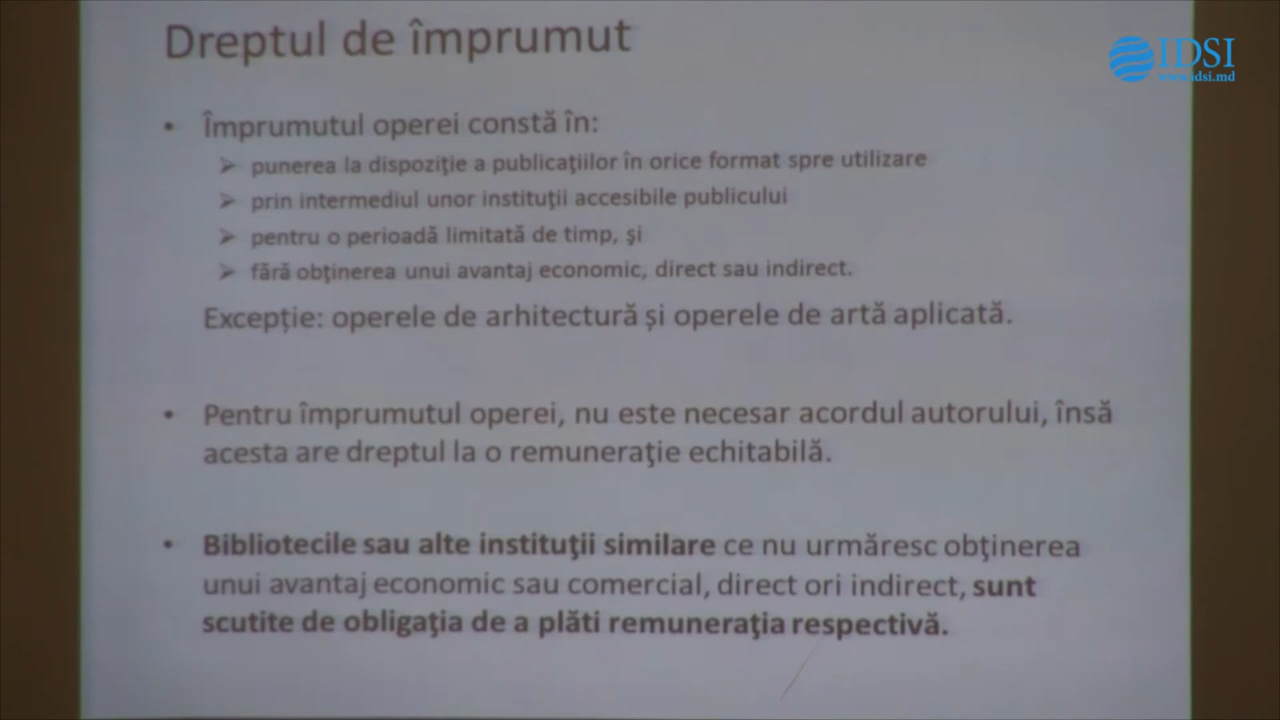 Dreptul de împrumut
IDSI
www.idsi.md
• Împrumutul operei constă în:
➢ punerea la dispoziţie a publicaţiilor în orice format spre utilizare
➢ prin intermediul unor instituţii accesibile publicului
➢ pentru o perioadă limitată de timp, şi
➢ fără obţinerea unui avantaj economic, direct sau indirect.
Excepţie: operele de arhitectură și operele de artă aplicată.
• Pentru împrumutul operei, nu este necesar acordul autorului, însă
acesta are dreptul la o remuneraţie echitabilă.
• Bibliotecile sau alte instituţii similare ce nu urmăresc obţinerea
unui avantaj economic sau comercial, direct ori indirect, sunt
scutite de obligaţia de a plăti remuneraţia respectivă.